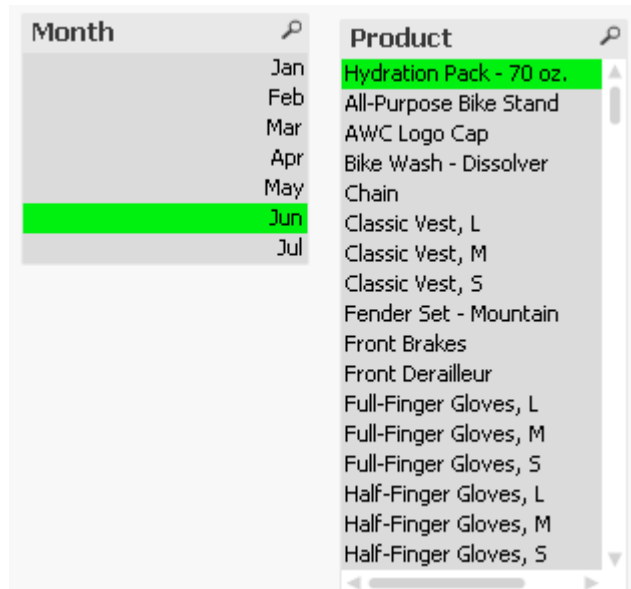 Month
Jan
Feb
Mar
Apr
May
Jun
Jul
Product
Hydration Pack - 70 oz.
All-Purpose Bike Stand
AWC Logo Cap
Bike Wash - Dissolver
Chain
Classic Vest, L
Classic Vest, M
Classic Vest, S
Fender Set - Mountain
Front Brakes
Front Derailleur
Full-Finger Gloves, L
Full-Finger Gloves, M
Full-Finger Gloves, S
Half-Finger Gloves, L
Half-Finger Gloves, M
Half-Finger Gloves, S